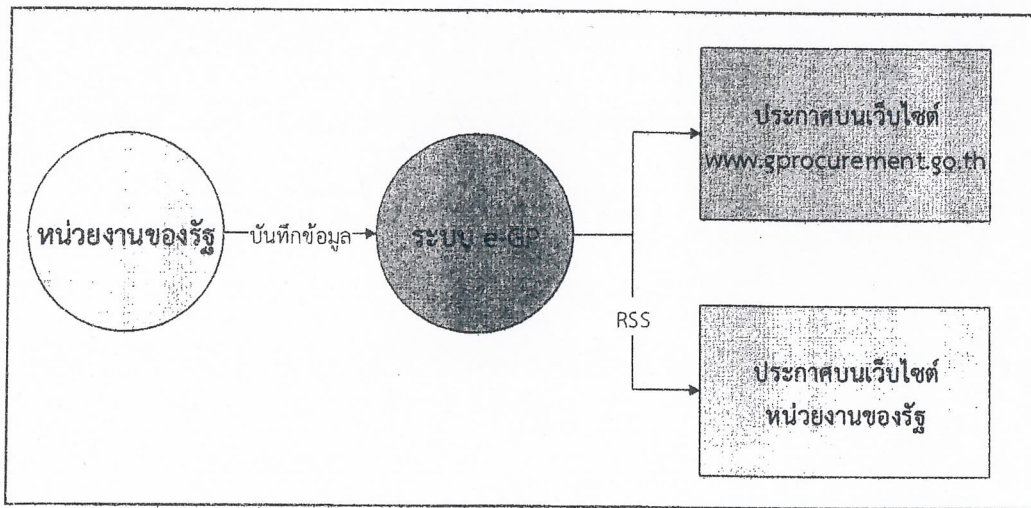 หน่วยงานของรัฐ
บันทึกข้อมูล
ระบบ e-GP
ประกาศบนเว็บไซต์
www.gprocurement.go.th
RSS
ประกาศบนเว็บไซต์
หน่วยงานของรัฐ